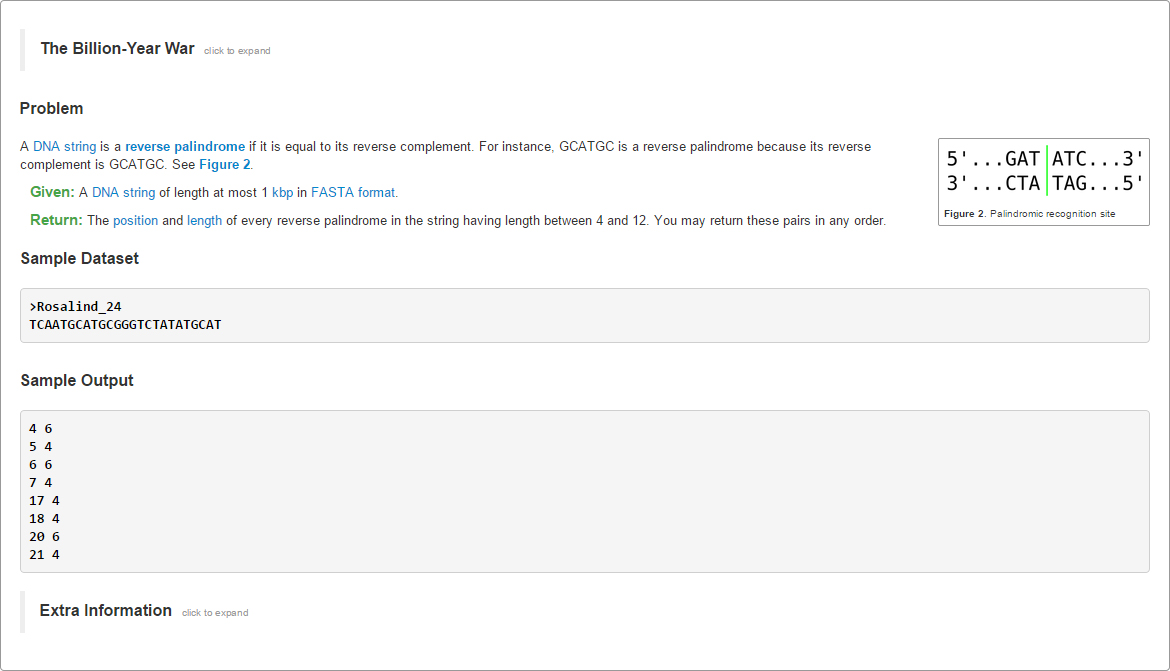 The Billion-Year War click to expand
Problem
A DNA string is a reverse palindrome if it is equal to its reverse complement. For instance, GCATGC is a reverse palindrome because its reverse
complement is GCATGC. See Figure 2.
Given: A DNA string of length at most 1 kbp in FASTA format.
Return: The position and length of every reverse palindrome in the string having length between 4 and 12. You may return these pairs in any order.
5'...GAT ATC...3'
3'...CTA TAG...5'
Figure 2. Palindromic recognition site
Sample Dataset
>Rosalind_24
TCAATGCATGCGGGTCTATATGCAT
Sample Output
4 6
5 4
6 6
7 4
17 4
18 4
20 6
21 4
Extra Information click to expand